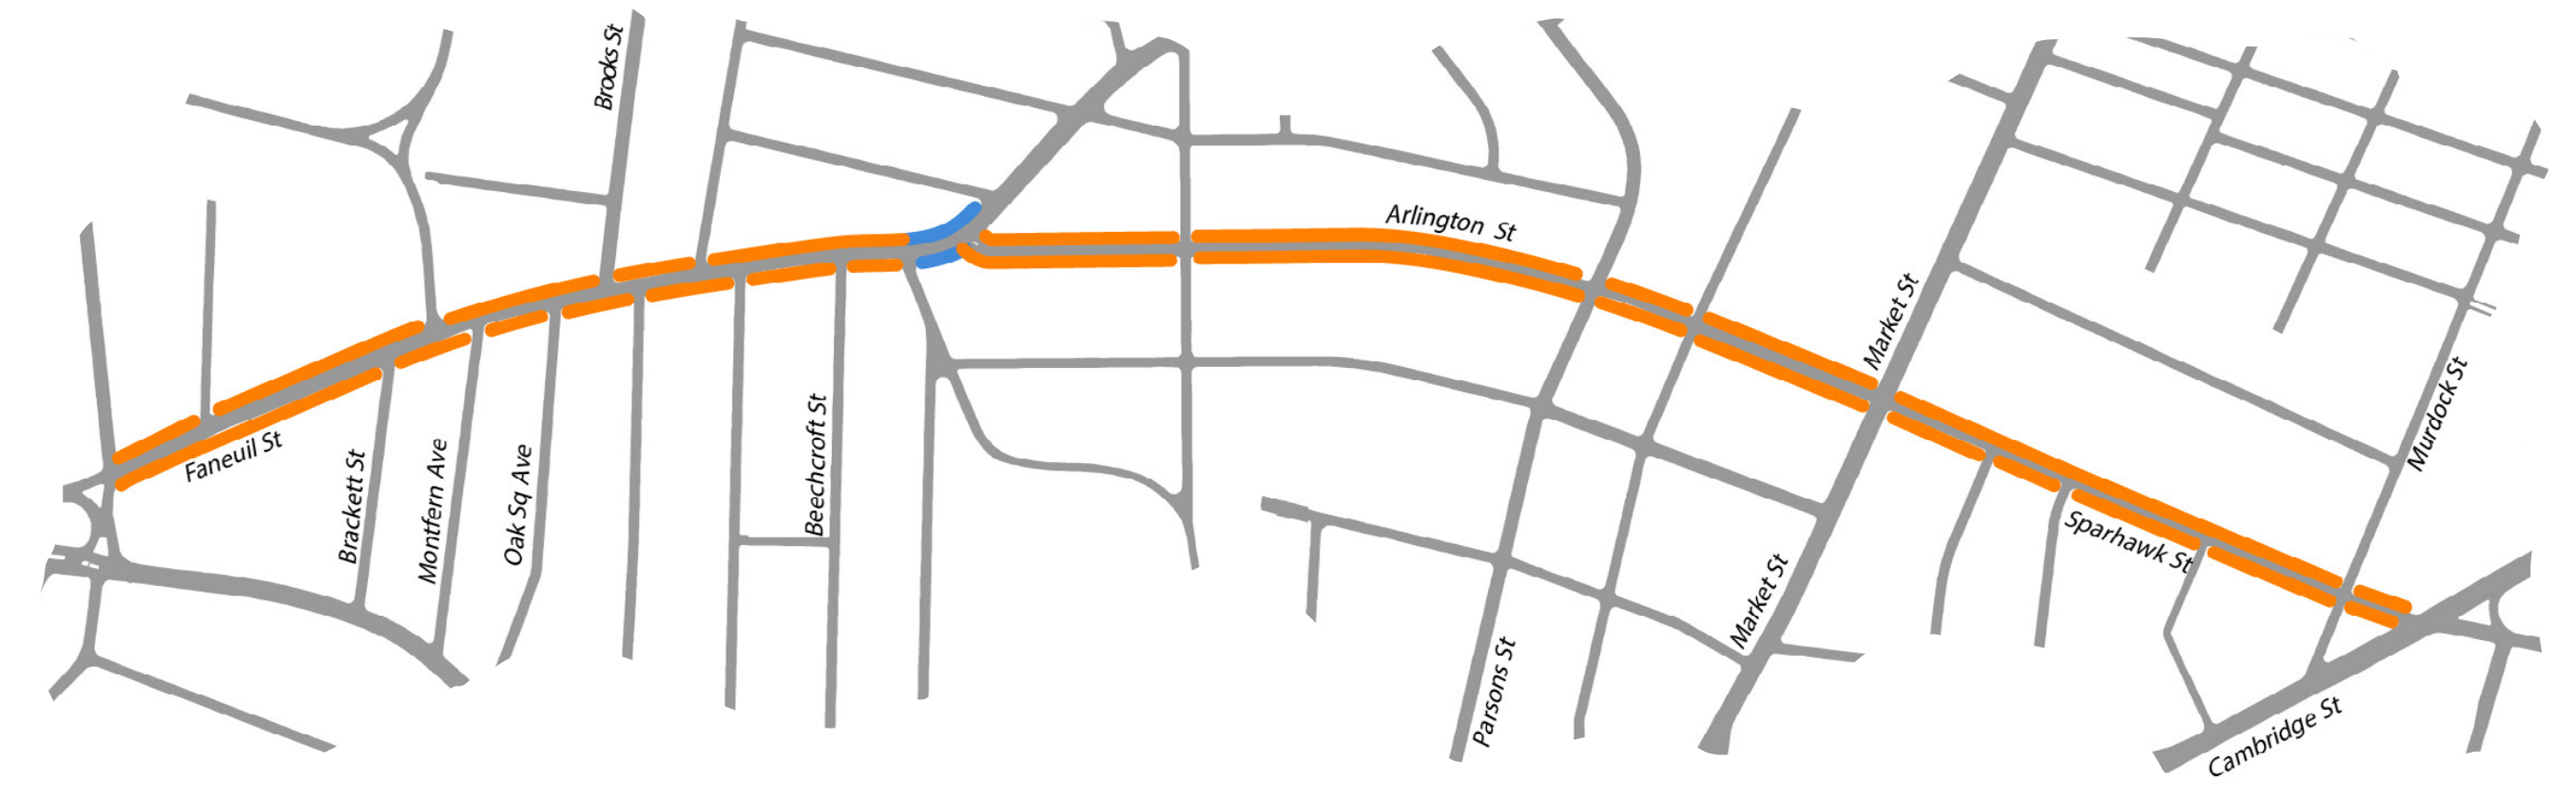 Brooks St
Arlington St
Market St
Faneuil St
Brackett St
Montfern Ave
Oak Sq Ave
Beechcroft St
Murdock St
Sparhawk St
Market St
Parsons St
Cambridge St